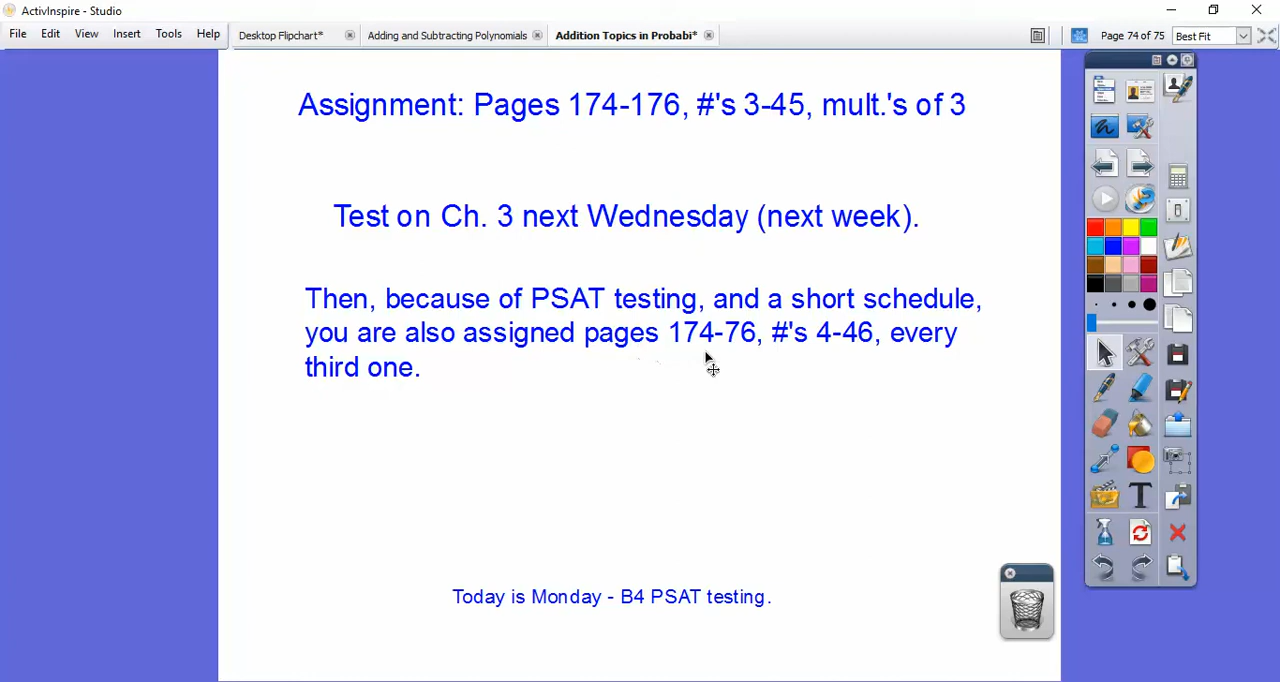 ActivInspire - Studio
File Edit View Insert Tools Help
Desktop Flipchart* Adding and Subtracting Polynomials Addition Topics in Probabi*
Page 74 of 75 Best Fit
Assignment: Pages 174-176, #'s 3-45, mult.'s of 3
Test on Ch. 3 next Wednesday (next week).
Then, because of PSAT testing, and a short schedule,
you are also assigned pages 174-76, #'s 4-46, every
third one.
Today is Monday - B4 PSAT testing.